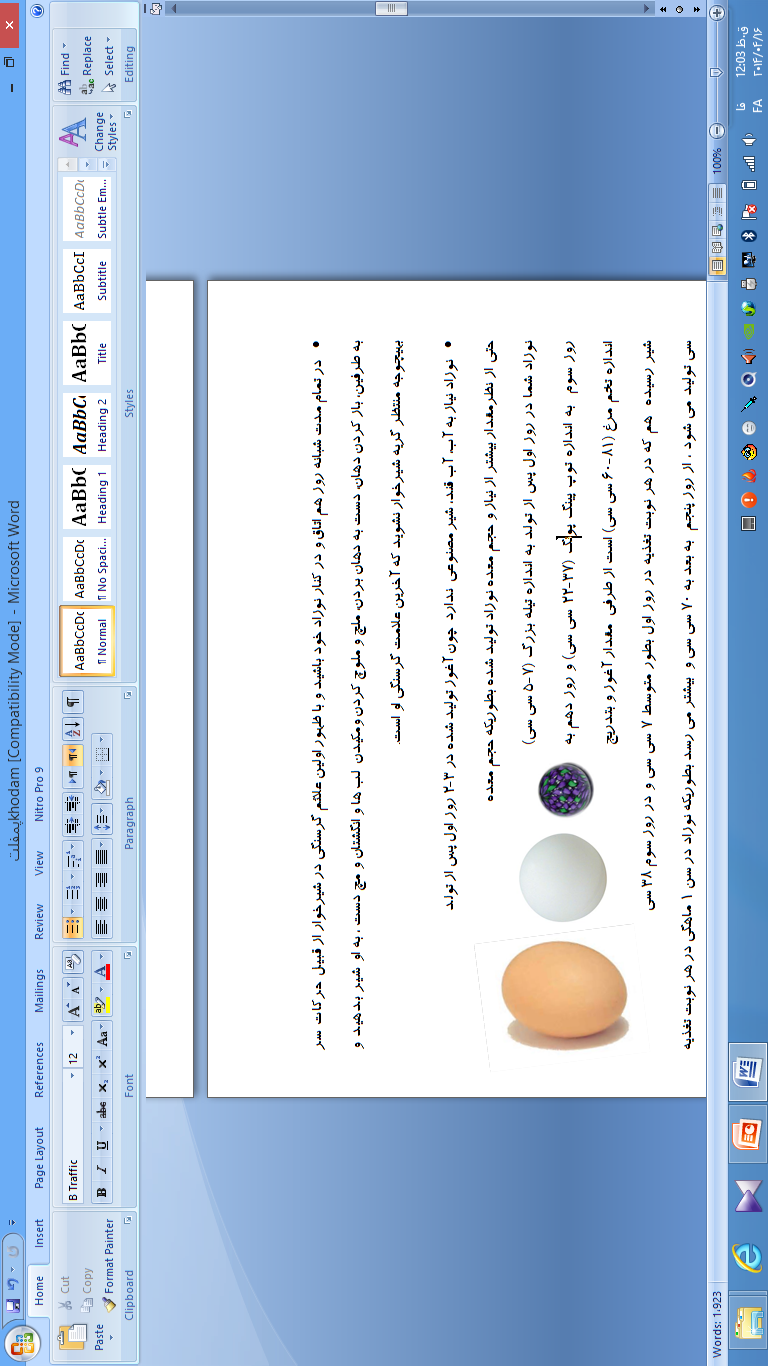 پمفلتkhodam [Compatibility Mode] - Microsoft Word
Home
Insert
Page Layout
References
Mailings
Review
View
Nitro Pro 9
Paste
Cut
Copy
Format Painter
Clipboard
B Traffic
12
Font
Paragraph
AaBbCcDc
¶ Normal
AaBbCcDc
¶ No Spaci...
AaBbC
Heading 1
AaBbC
Heading 2
AaBbC
Title
AaBbCcI
Subtitle
AaBbCcDc
Subtle Em...
Change
Styles
Styles
Find
Replace
Select
Editing
• در تمام مدت شبانه روز هم اتاق و در کنار نوزاد خود باشید و با ظهور اولین علائم گرسنگی در شیرخوار از قبیل حرکات سر
به طرفین، باز کردن دهان، دست به دهان بردن، ملچ و ملوچ کردن ومکیدن لب ها و انگشتان و مچ دست ، به او شیر بدهید و
بهیچوجه منتظر گریه شیرخوار نشوید که آخرین علامت گرسنگی او است.
• نوزاد نیاز به آب، آب قند، شیر مصنوعی ندارد چون آغوز تولید شده در ۳-۲ روز اول پس از تولد
حتی از نظرمقدار بیشتر از نیاز و حجم معده نوزاد تولید شده بطوریکه حجم معده
نوزاد شما در روز اول پس از تولد به اندازه تیله بزرگ (۷-۵ سی سی)
روز سوم به اندازه توپ پینگ پونگ (۳۷-۲۲ سی سی) و روز دهم به
اندازه تخم مرغ (۸۱-۶۰ سی سی) است از طرفی مقدار آغوز و بتدریج
شیر رسیده هم که در هر نوبت تغذیه در روز اول بطور متوسط ۷ سی سی و در روز سوم ۳۸ سی
سی تولید می شود ، از روز پنجم به بعد به ۷۰ سی سی و بیشتر می رسد بطوریکه نوزاد در سن ۱ ماهگی در هر نوبت تغذیه
Words: 1,923
100%
فا
FA
12:03 ق.ظ
۲۰۱۴/۰۴/۱۶